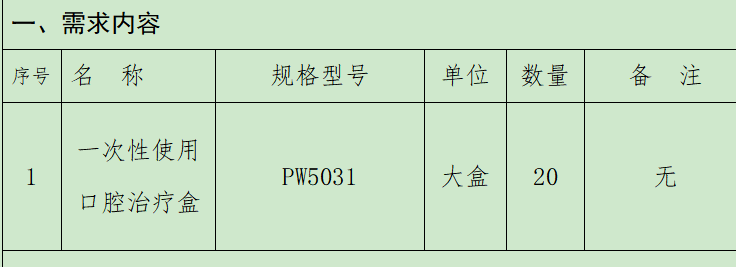 一、需求内容
序号 名 称 规格型号 单位 数量 备 注
1 一次性使用口腔治疗盒 PW5031 大盒 20 无